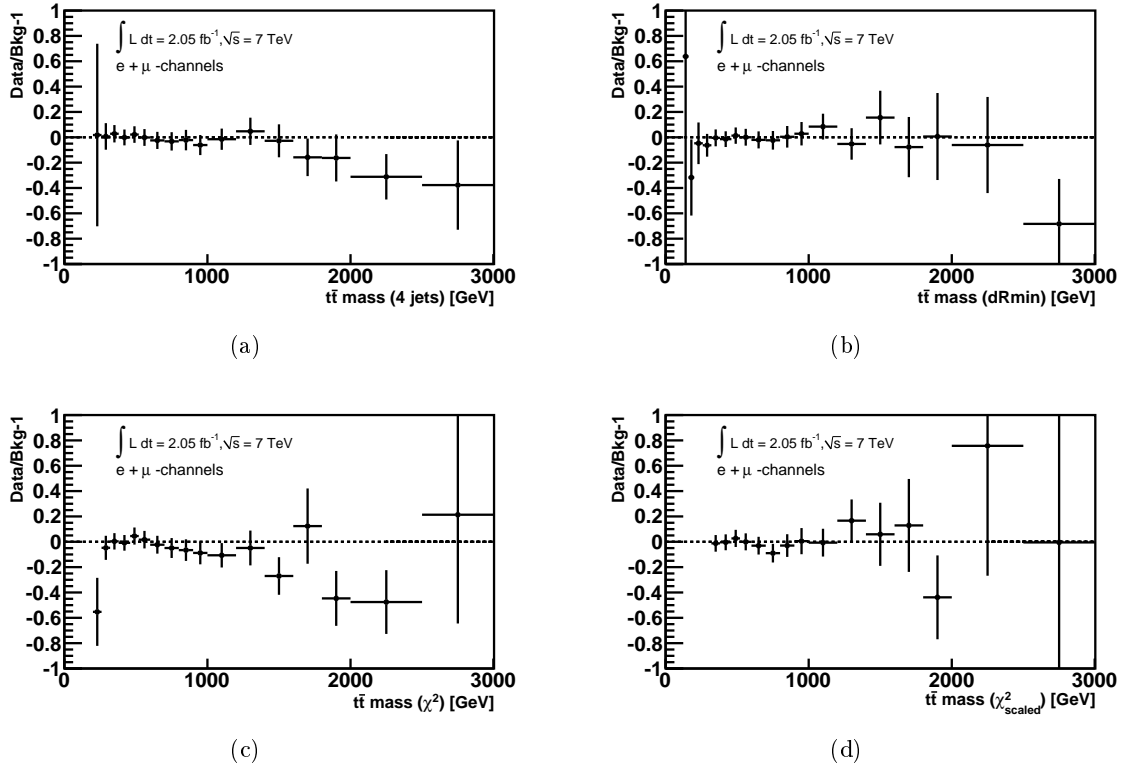 Data/Bkg-1
1
0.8
0.6
0.4
0.2
0
-0.2
-0.4
-0.6
-0.8
-1
∫ L dt = 2.05 fb⁻¹,√s = 7 TeV
e + μ -channels
0 1000 2000 3000
tt̄ mass (4 jets) [GeV]
(a)
Data/Bkg-1
1
0.8
0.6
0.4
0.2
0
-0.2
-0.4
-0.6
-0.8
-1
∫ L dt = 2.05 fb⁻¹,√s = 7 TeV
e + μ -channels
0 1000 2000 3000
tt̄ mass (dRmin) [GeV]
(b)
Data/Bkg-1
1
0.8
0.6
0.4
0.2
0
-0.2
-0.4
-0.6
-0.8
-1
∫ L dt = 2.05 fb⁻¹,√s = 7 TeV
e + μ -channels
0 1000 2000 3000
tt̄ mass (χ²) [GeV]
(c)
Data/Bkg-1
1
0.8
0.6
0.4
0.2
0
-0.2
-0.4
-0.6
-0.8
-1
∫ L dt = 2.05 fb⁻¹,√s = 7 TeV
e + μ -channels
0 1000 2000 3000
tt̄ mass (χ²scaled) [GeV]
(d)